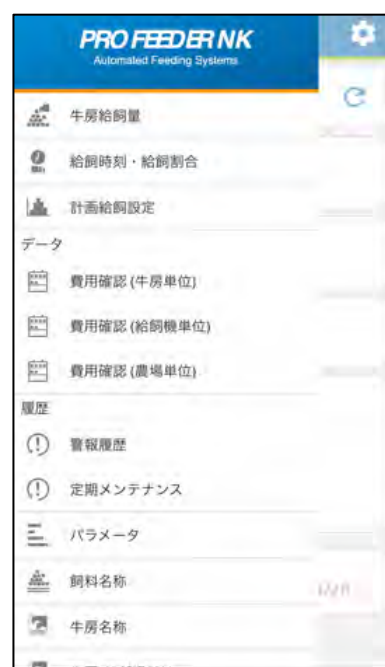 PRO FEEDER NK
Automated Feeding Systems
牛房給飼量
給飼時刻・給飼割合
計画給飼設定
データ
費用確認 (牛房単位)
費用確認 (給飼機単位)
費用確認 (農場単位)
履歴
警報履歴
定期メンテナンス
パラメータ
飼料名称
牛房名称